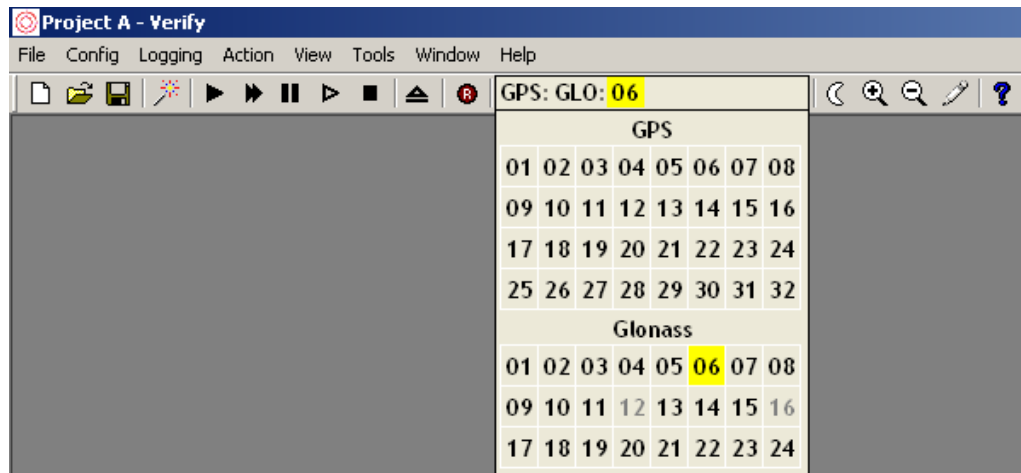 Project A - Verify
File Config Logging Action View Tools Window Help
R GPS: GLO: 06 ?
GPS
01 02 03 04 05 06 07 08
09 10 11 12 13 14 15 16
17 18 19 20 21 22 23 24
25 26 27 28 29 30 31 32
Glonass
01 02 03 04 05 06 07 08
09 10 11 12 13 14 15 16
17 18 19 20 21 22 23 24